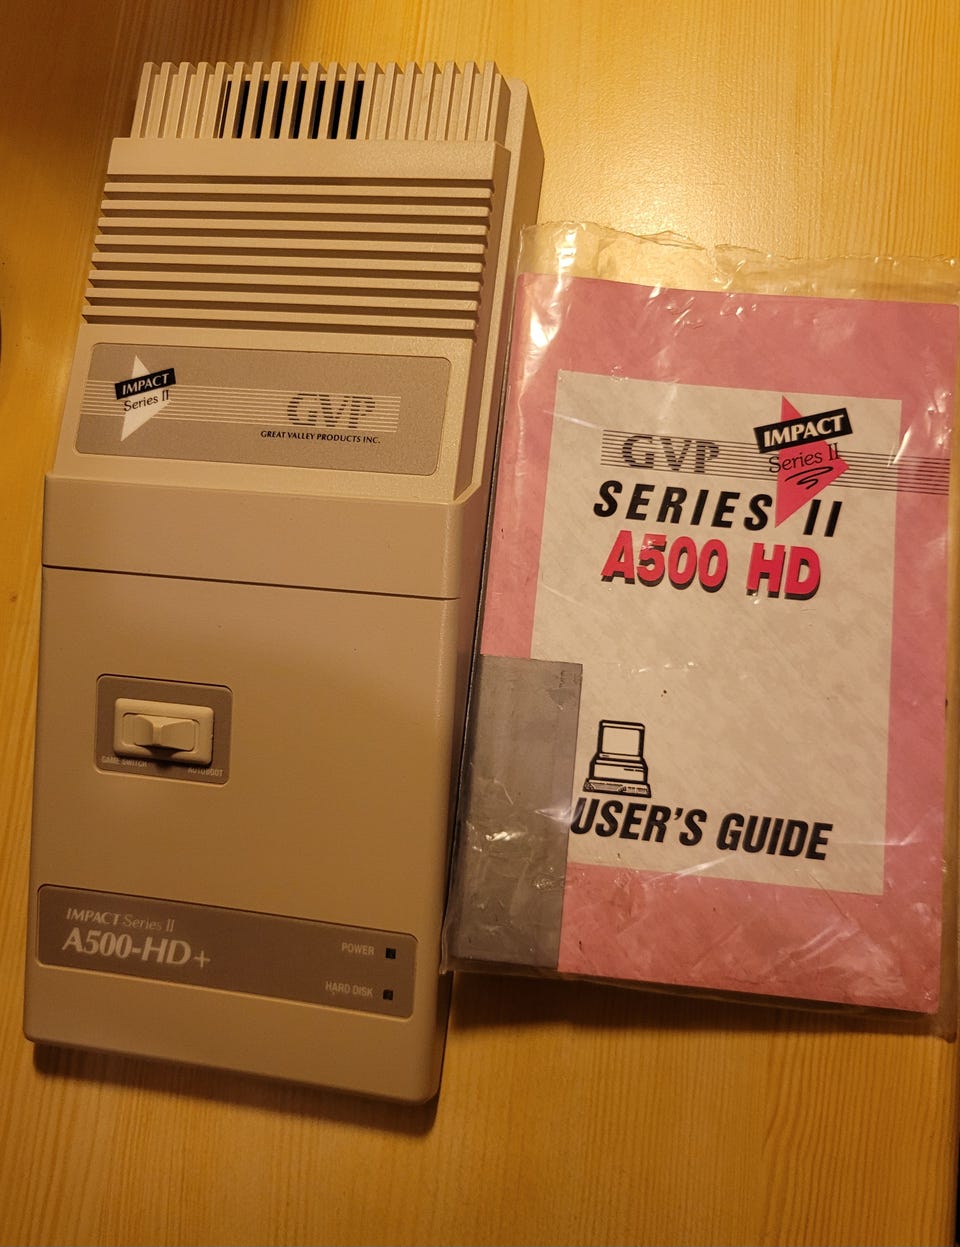 IMPACT
Series II
GVP
GREAT VALLEY PRODUCTS INC.
GAME SWITCH
AUTOBOOT
IMPACT Series II
A500-HD+
POWER
HARD DISK
GVP
IMPACT
Series II
SERIES II
A500 HD
USER'S GUIDE